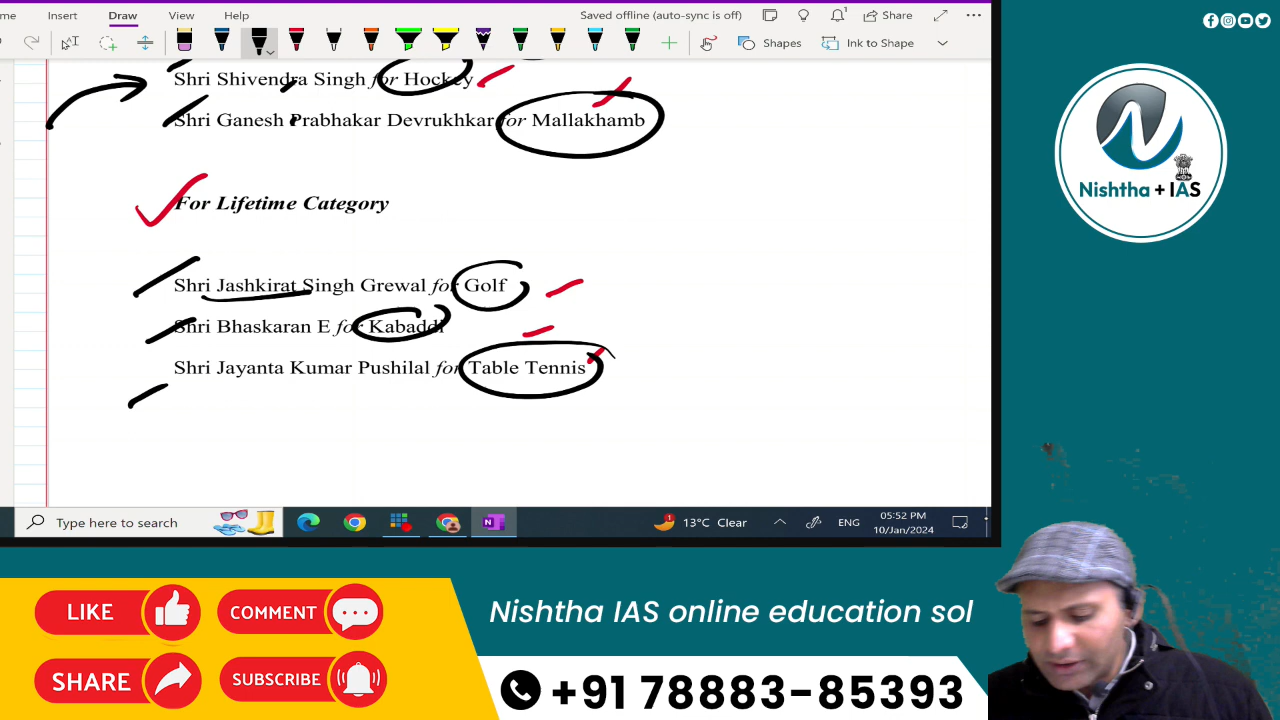 me Insert Draw View Help Saved offline (auto-sync is off) Share
Shapes Ink to Shape
Shri Shivendra Singh for Hockey
Shri Ganesh Prabhakar Devrukhkar for Mallakhamb
For Lifetime Category
Shri Jashkirat Singh Grewal for Golf
Shri Bhaskaran E for Kabaddi
Shri Jayanta Kumar Pushilal for Table Tennis
Nishtha + IAS
Type here to search
13°C Clear
ENG
05:52 PM
10/Jan/2024
LIKE
COMMENT
SHARE
SUBSCRIBE
Nishtha IAS online education sol
+91 78883-85393